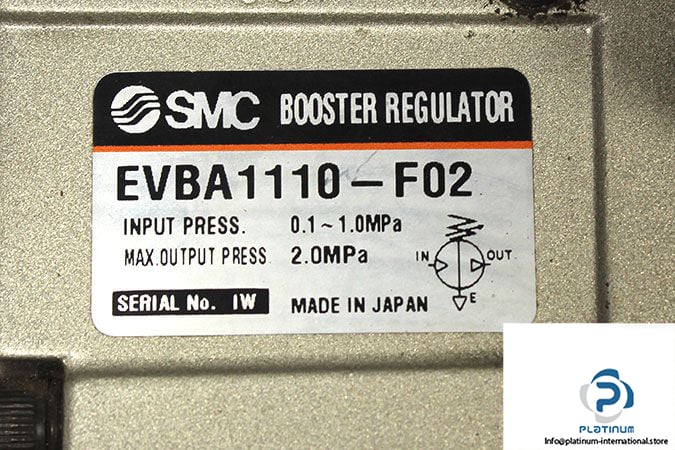 SMC BOOSTER REGULATOR
EVBA1110-F02
INPUT PRESS. 0.1~1.0MPa
MAX.OUTPUT PRESS 2.0MPa
IN OUT.
E
SERIAL No. IW MADE IN JAPAN
PLATINUM
Info@platinum-international.store